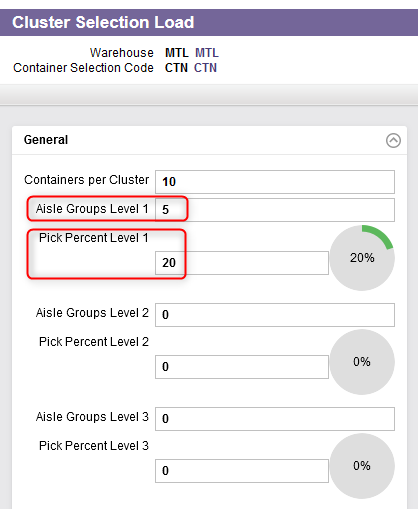 Cluster Selection Load
Warehouse MTL MTL
Container Selection Code CTN CTN
General
Containers per Cluster 10
Aisle Groups Level 1 5
Pick Percent Level 1
20 20%
Aisle Groups Level 2 0
Pick Percent Level 2
0 0%
Aisle Groups Level 3 0
Pick Percent Level 3
0 0%